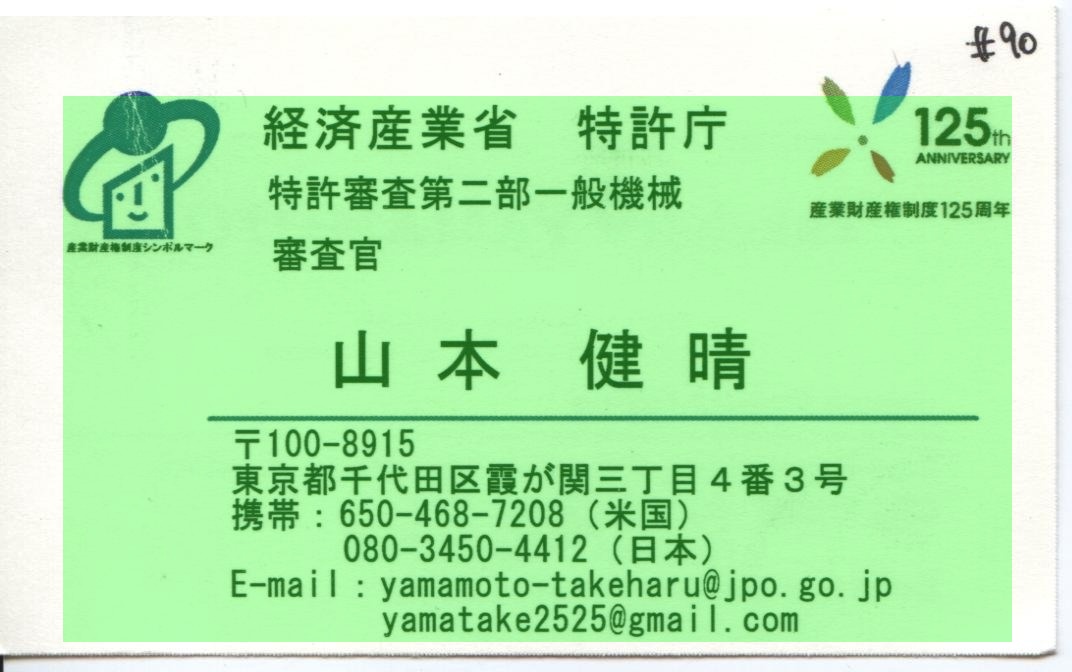 #90
経済産業省　特許庁
特許審査第二部一般機械
審査官
125th
ANNIVERSARY
産業財産権制度125周年
産業財産権制度シンボルマーク
山本　健晴
〒100-8915
東京都千代田区霞が関三丁目４番３号
携帯：650-468-7208（米国）
080-3450-4412（日本）
E-mail：yamamoto-takeharu@jpo.go.jp
yamatake2525@gmail.com